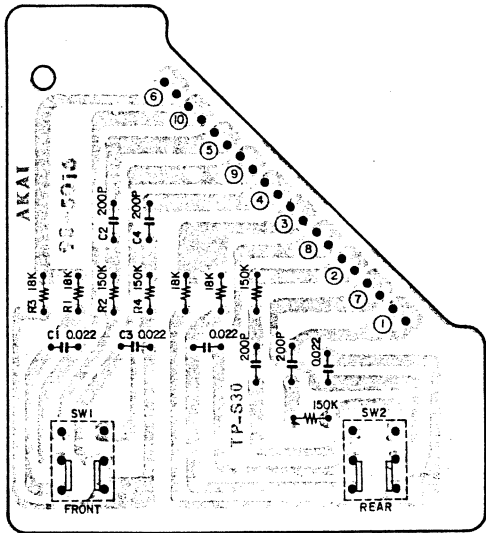 6
10
5
9
4
3
8
2
7
1
AKAI
200P
C2
200P
C4
R3 18K
R1 18K
R2 150K
R4 150K
18K
18K
150K
C1 0.022
C3 0.022
0.022
200P
200P
0.022
TP-S30
150K
SW1
SW2
FRONT
REAR